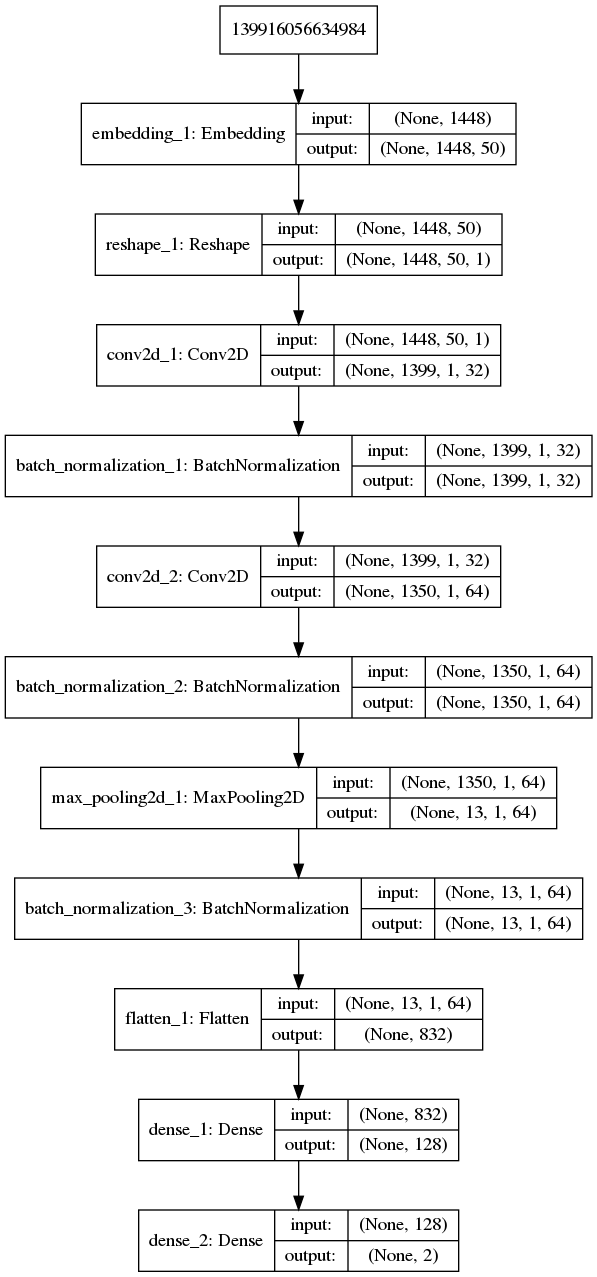 139916056634984
embedding_1: Embedding
input:
(None, 1448)
output:
(None, 1448, 50)
reshape_1: Reshape
input:
(None, 1448, 50)
output:
(None, 1448, 50, 1)
conv2d_1: Conv2D
input:
(None, 1448, 50, 1)
output:
(None, 1399, 1, 32)
batch_normalization_1: BatchNormalization
input:
(None, 1399, 1, 32)
output:
(None, 1399, 1, 32)
conv2d_2: Conv2D
input:
(None, 1399, 1, 32)
output:
(None, 1350, 1, 64)
batch_normalization_2: BatchNormalization
input:
(None, 1350, 1, 64)
output:
(None, 1350, 1, 64)
max_pooling2d_1: MaxPooling2D
input:
(None, 1350, 1, 64)
output:
(None, 13, 1, 64)
batch_normalization_3: BatchNormalization
input:
(None, 13, 1, 64)
output:
(None, 13, 1, 64)
flatten_1: Flatten
input:
(None, 13, 1, 64)
output:
(None, 832)
dense_1: Dense
input:
(None, 832)
output:
(None, 128)
dense_2: Dense
input:
(None, 128)
output:
(None, 2)